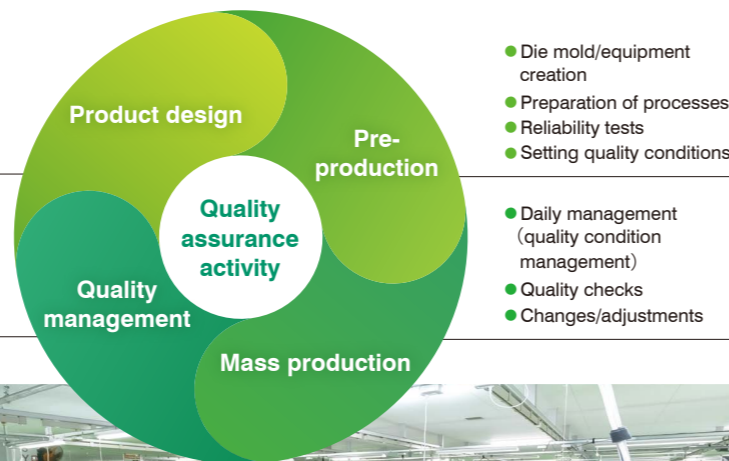 Product design
Pre-
production
Quality
assurance
activity
Quality
management
Mass production
● Die mold/equipment
creation
● Preparation of processes
● Reliability tests
● Setting quality conditions
● Daily management
（quality condition
management）
● Quality checks
● Changes/adjustments